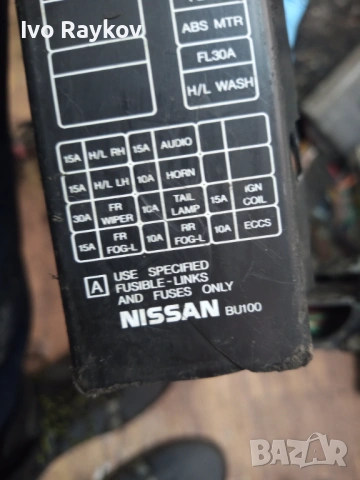 Ivo Raykov
ABS MTR
FL30A
H/L WASH
15A H/L RH 15A AUDIO
15A H/L LH 10A HORN
30A FR WIPER 10A TAIL LAMP 15A IGN COIL
15A FR FOG-L 10A RR FOG-L 10A ECCS
A USE SPECIFIED
FUSIBLE-LINKS
AND FUSES ONLY
NISSAN BU100
BAZAR
bg